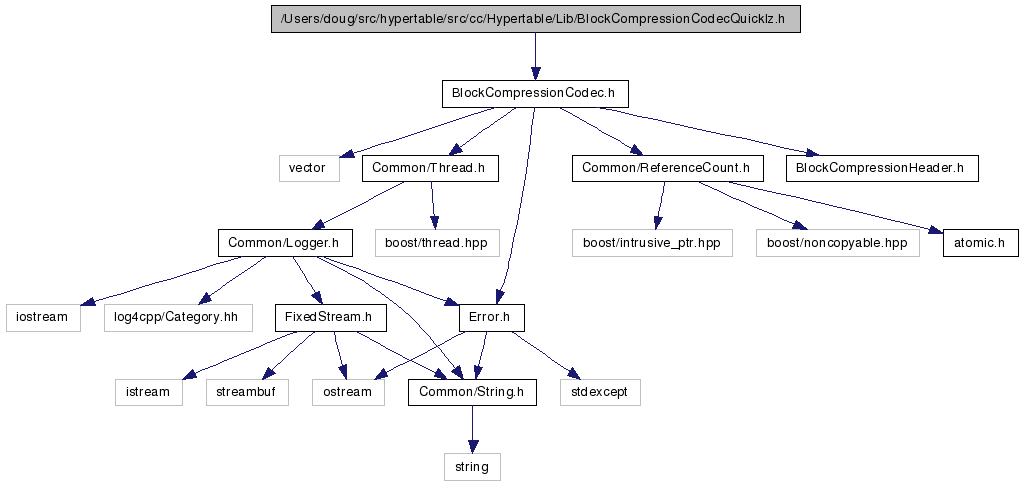 /Users/doug/src/hypertable/src/cc/Hypertable/Lib/BlockCompressionCodecQuicklz.h
BlockCompressionCodec.h
vector
Common/Thread.h
Common/ReferenceCount.h
BlockCompressionHeader.h
Common/Logger.h
boost/thread.hpp
boost/intrusive_ptr.hpp
boost/noncopyable.hpp
atomic.h
iostream
log4cpp/Category.hh
FixedStream.h
Error.h
istream
streambuf
ostream
Common/String.h
stdexcept
string